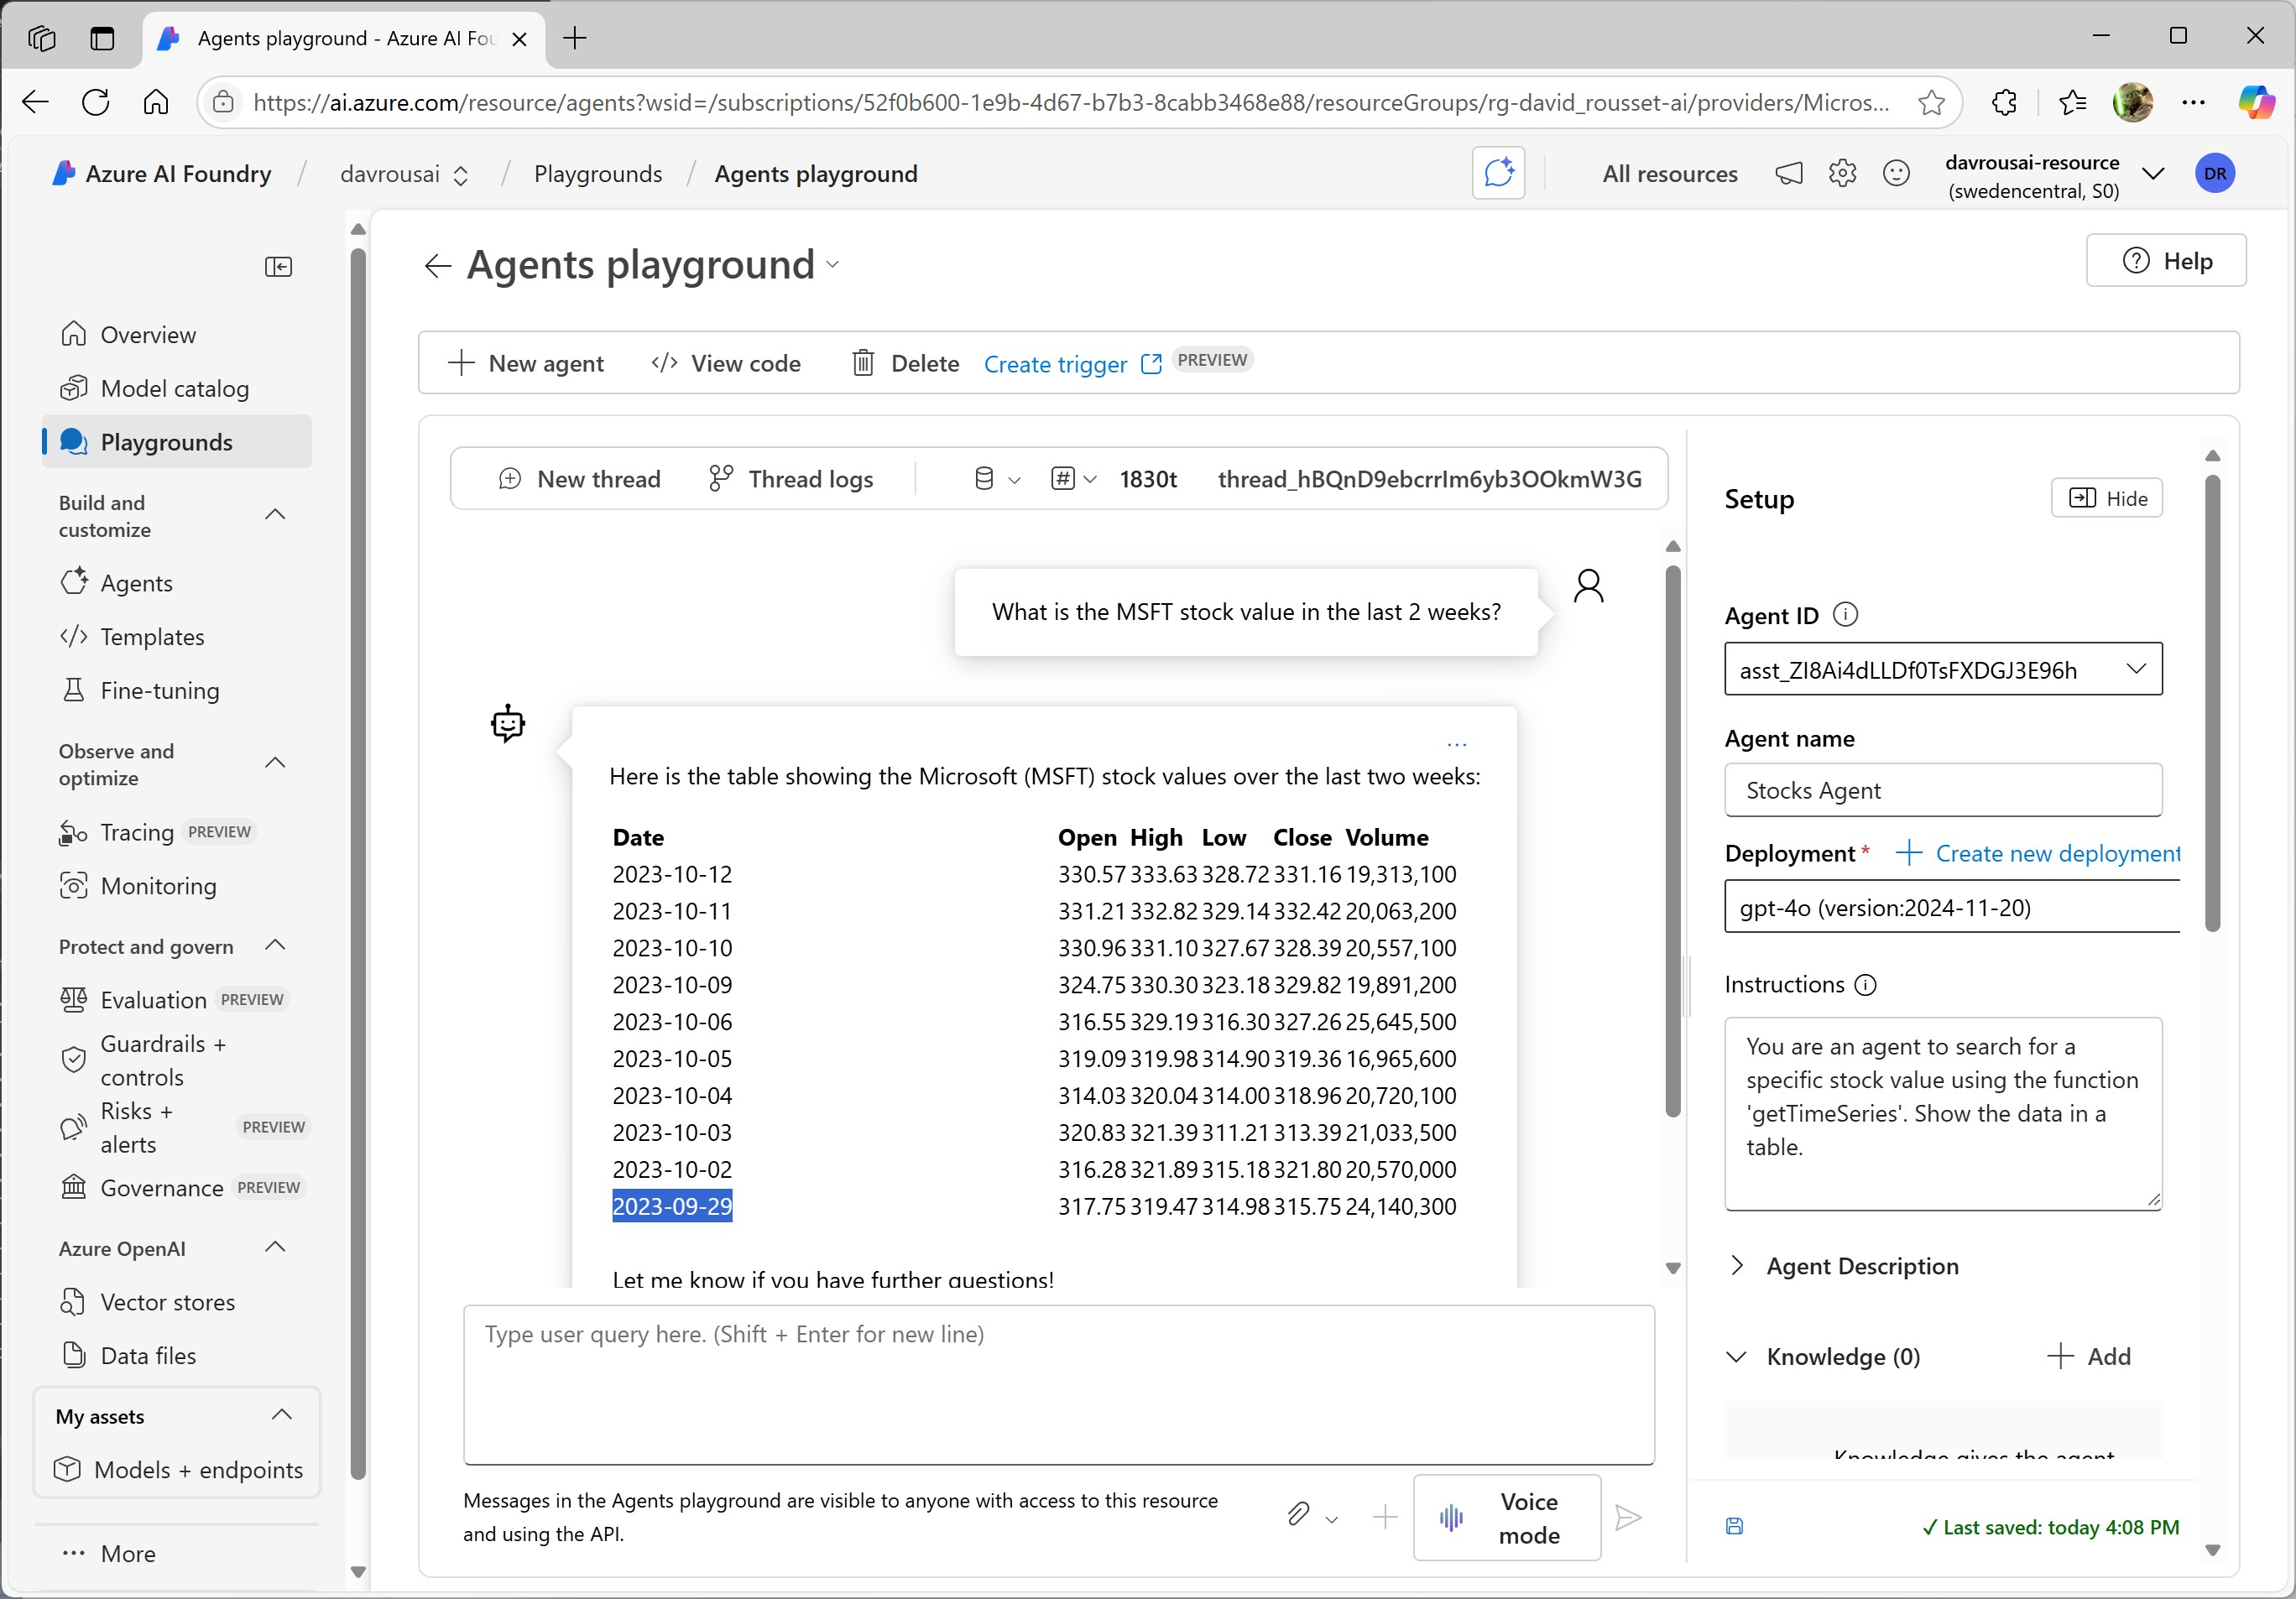 Agents playground - Azure AI Fou
https://ai.azure.com/resource/agents?wsid=/subscriptions/52f0b600-1e9b-4d67-b7b3-8cabb3468e88/resourceGroups/rg-david_rousset-ai/providers/Micros...
Azure AI Foundry / davrousai / Playgrounds / Agents playground
All resources
davrousai-resource
(swedencentral, S0)
DR
Overview
Model catalog
Playgrounds
Build and
customize
Agents
Templates
Fine-tuning
Observe and
optimize
Tracing PREVIEW
Monitoring
Protect and govern
Evaluation PREVIEW
Guardrails +
controls
Risks +
alerts
PREVIEW
Governance PREVIEW
Azure OpenAI
Vector stores
Data files
My assets
Models + endpoints
More
Agents playground
Help
New agent
View code
Delete
Create trigger PREVIEW
New thread
Thread logs
1830t
thread_hBQnD9ebcrrIm6yb3OOkmW3G
What is the MSFT stock value in the last 2 weeks?
...
Here is the table showing the Microsoft (MSFT) stock values over the last two weeks:
Date Open High Low Close Volume
2023-10-12 330.57 333.63 328.72 331.16 19,313,100
2023-10-11 331.21 332.82 329.14 332.42 20,063,200
2023-10-10 330.96 331.10 327.67 328.39 20,557,100
2023-10-09 324.75 330.30 323.18 329.82 19,891,200
2023-10-06 316.55 329.19 316.30 327.26 25,645,500
2023-10-05 319.09 319.98 314.90 319.36 16,965,600
2023-10-04 314.03 320.04 314.00 318.96 20,720,100
2023-10-03 320.83 321.39 311.21 313.39 21,033,500
2023-10-02 316.28 321.89 315.18 321.80 20,570,000
2023-09-29 317.75 319.47 314.98 315.75 24,140,300
Let me know if you have further questions!
Type user query here. (Shift + Enter for new line)
Messages in the Agents playground are visible to anyone with access to this resource
and using the API.
Voice
mode
Setup
Hide
Agent ID
asst_ZI8Ai4dLLDf0TsFXDGJ3E96h
Agent name
Stocks Agent
Deployment * + Create new deployment
gpt-4o (version:2024-11-20)
Instructions
You are an agent to search for a
specific stock value using the function
'getTimeSeries'. Show the data in a
table.
Agent Description
Knowledge (0)
Add
Knowledge gives the agent
Last saved: today 4:08 PM